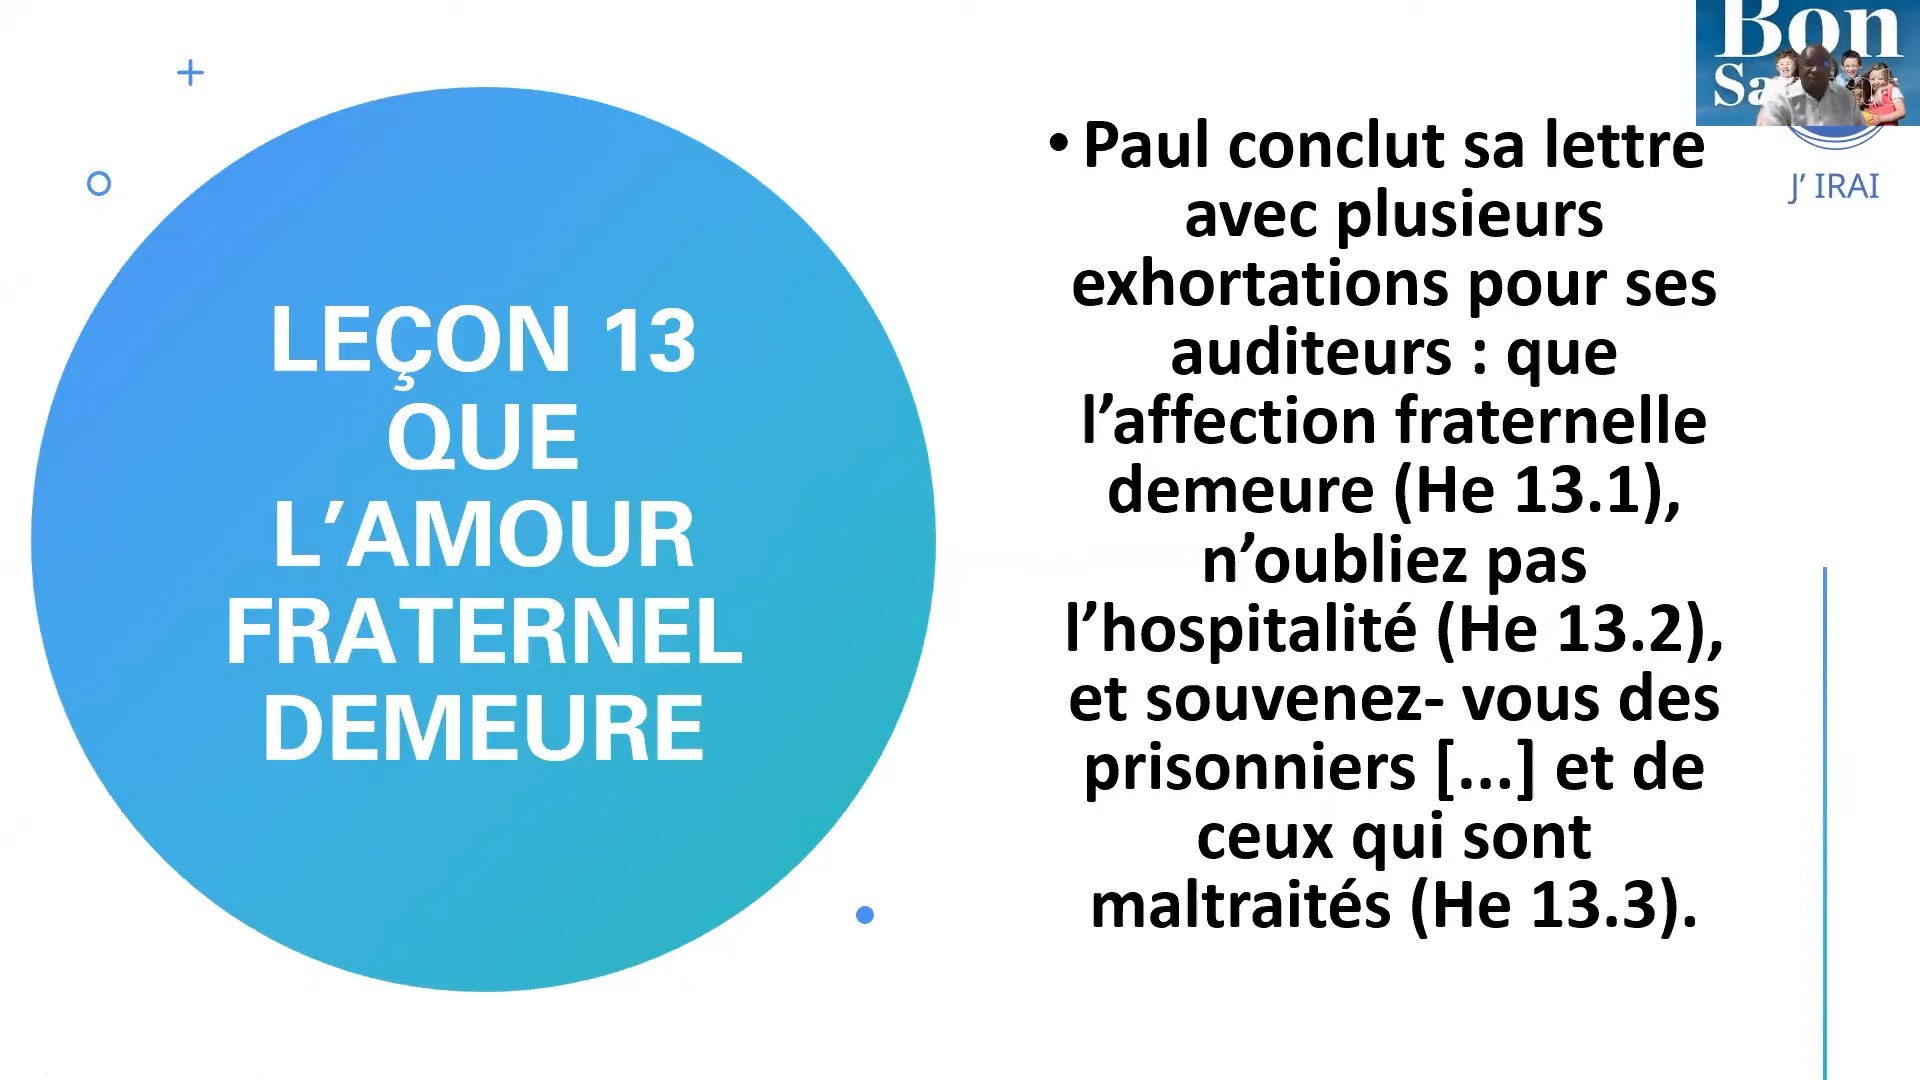 LEÇON 13
QUE
L’AMOUR
FRATERNEL
DEMEURE
• Paul conclut sa lettre
avec plusieurs
exhortations pour ses
auditeurs : que
l’affection fraternelle
demeure (He 13.1),
n’oubliez pas
l’hospitalité (He 13.2),
et souvenez- vous des
prisonniers [...] et de
ceux qui sont
maltraités (He 13.3).
Bon
J’ IRAI